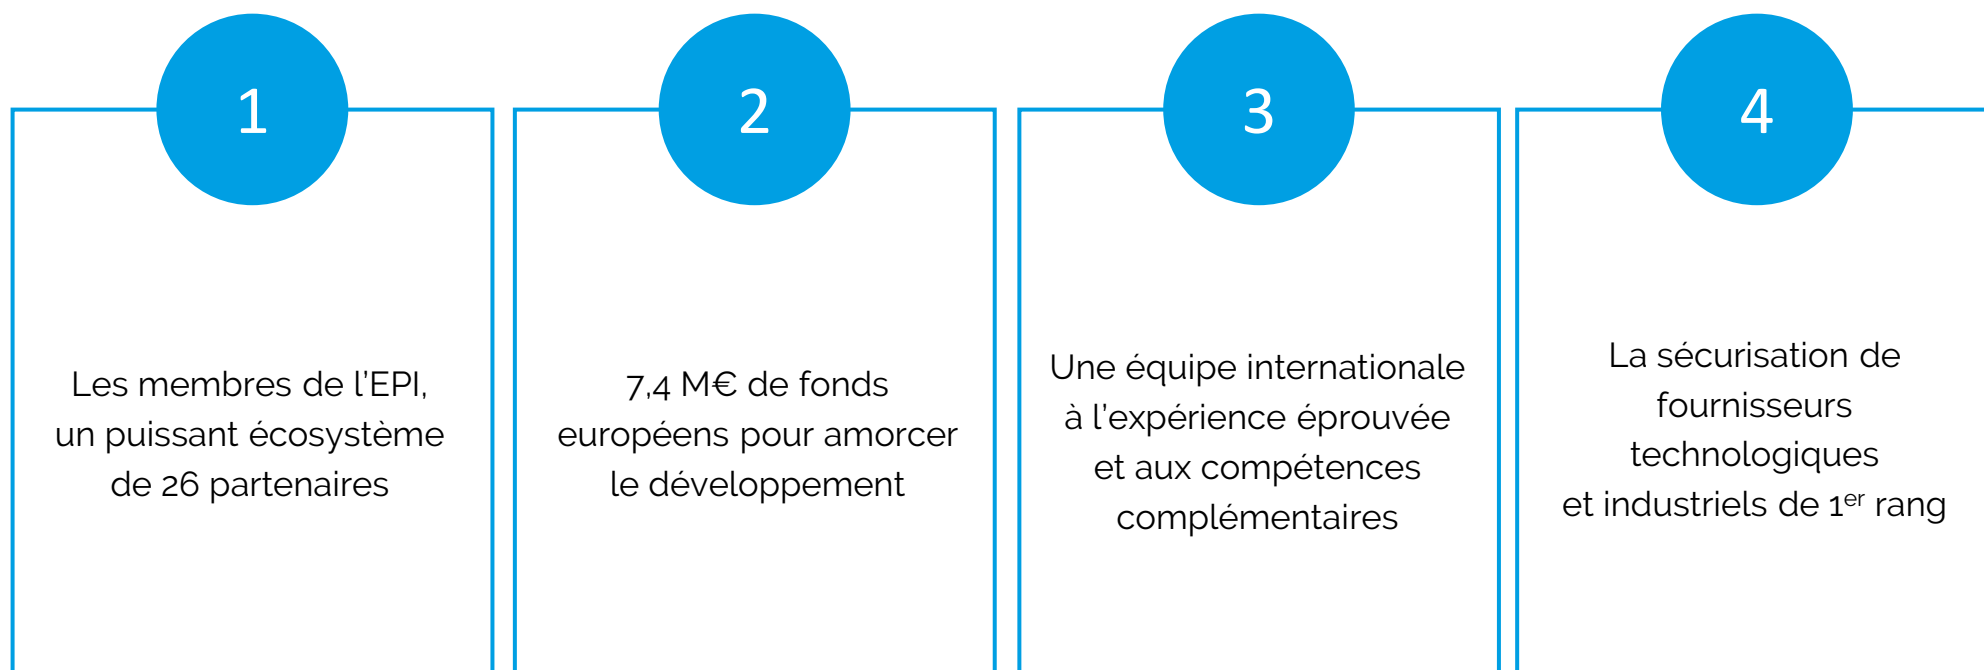 1
Les membres de l’EPI,
un puissant écosystème
de 26 partenaires
2
7,4 M€ de fonds
européens pour amorcer
le développement
3
Une équipe internationale
à l’expérience éprouvée
et aux compétences
complémentaires
4
La sécurisation de
fournisseurs
technologiques
et industriels de 1er rang